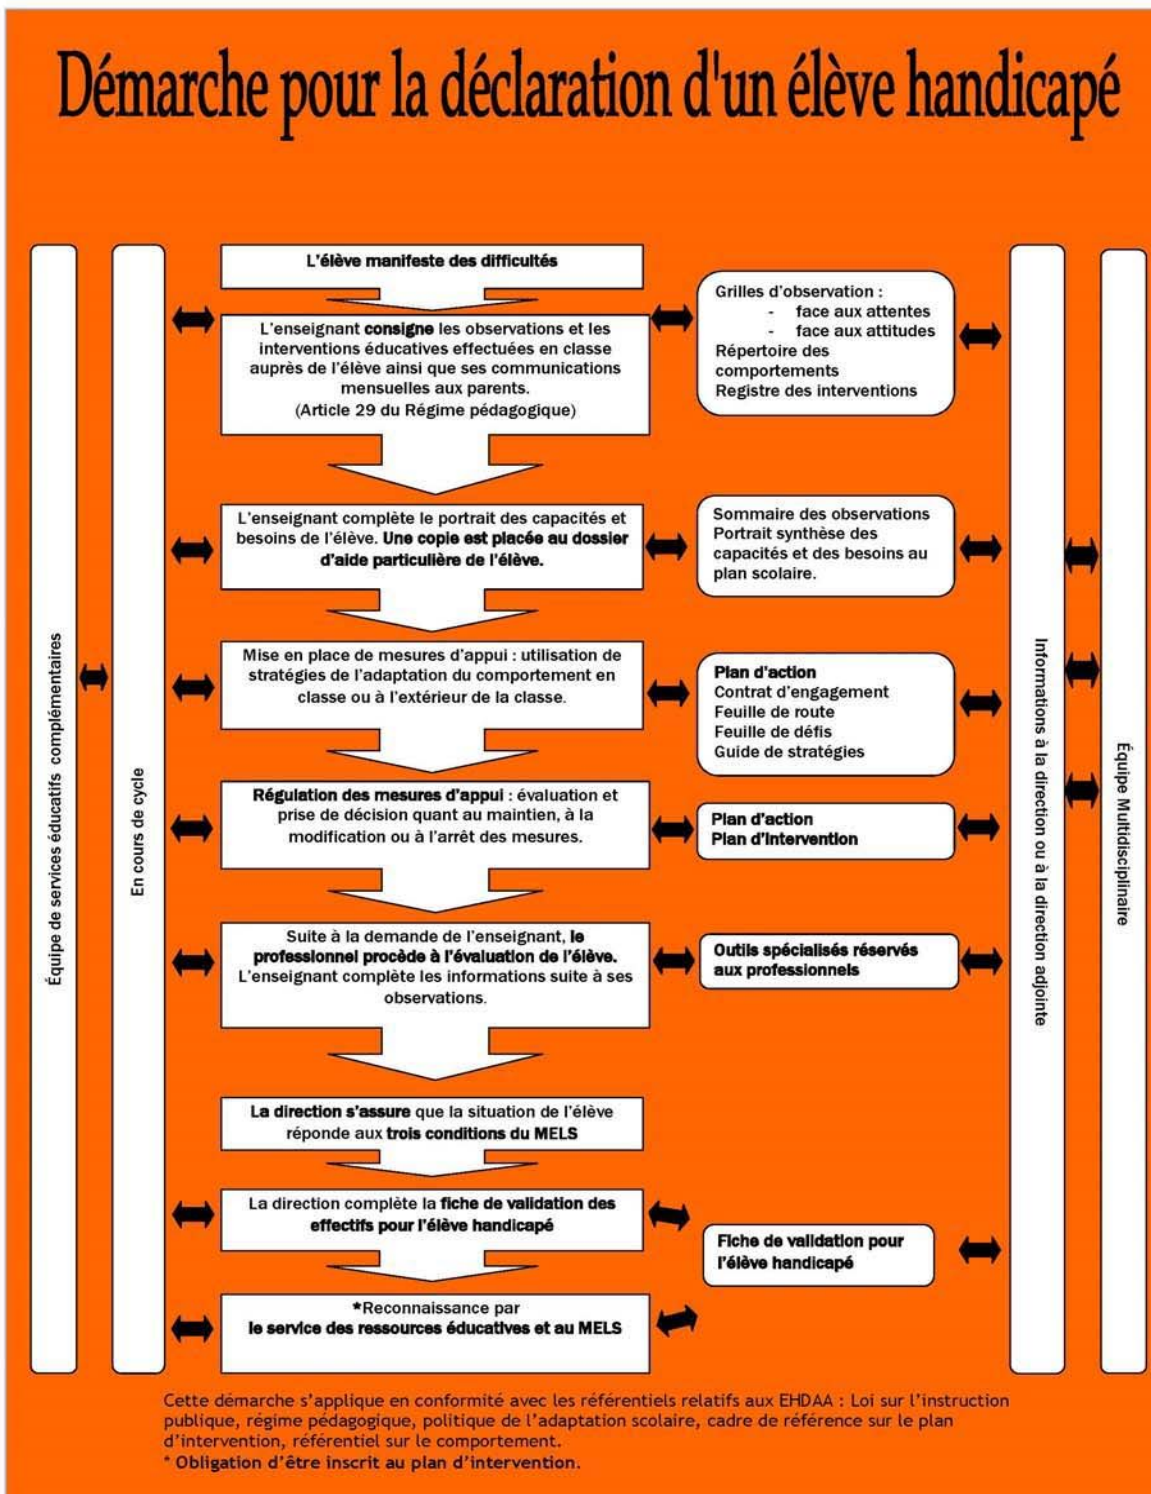 Démarche pour la déclaration d'un élève handicapé
Équipe de services éducatifs complémentaires
En cours de cycle
L'élève manifeste des difficultés
L'enseignant consigne les observations et les
interventions éducatives effectuées en classe
auprès de l'élève ainsi que ses communications
mensuelles aux parents.
(Article 29 du Régime pédagogique)
Grilles d'observation :
- face aux attentes
- face aux attitudes
Répertoire des
comportements
Registre des interventions
L'enseignant complète le portrait des capacités et
besoins de l'élève. Une copie est placée au dossier
d'aide particulière de l'élève.
Sommaire des observations
Portrait synthèse des
capacités et des besoins au
plan scolaire.
Mise en place de mesures d'appui : utilisation de
stratégies de l'adaptation du comportement en
classe ou à l'extérieur de la classe.
Plan d'action
Contrat d'engagement
Feuille de route
Feuille de défis
Guide de stratégies
Régulation des mesures d'appui : évaluation et
prise de décision quant au maintien, à la
modification ou à l'arrêt des mesures.
Plan d'action
Plan d'intervention
Suite à la demande de l'enseignant, le
professionnel procède à l'évaluation de l'élève.
L'enseignant complète les informations suite à ses
observations.
Outils spécialisés réservés
aux professionnels
La direction s'assure que la situation de l'élève
réponde aux trois conditions du MELS
La direction complète la fiche de validation des
effectifs pour l'élève handicapé
Fiche de validation pour
l'élève handicapé
*Reconnaissance par
le service des ressources éducatives et au MELS
Informations à la direction ou à la direction adjointe
Équipe Multidisciplinaire
Cette démarche s'applique en conformité avec les référentiels relatifs aux EHDAA : Loi sur l'instruction
publique, régime pédagogique, politique de l'adaptation scolaire, cadre de référence sur le plan
d'intervention, référentiel sur le comportement.
* Obligation d'être inscrit au plan d'intervention.